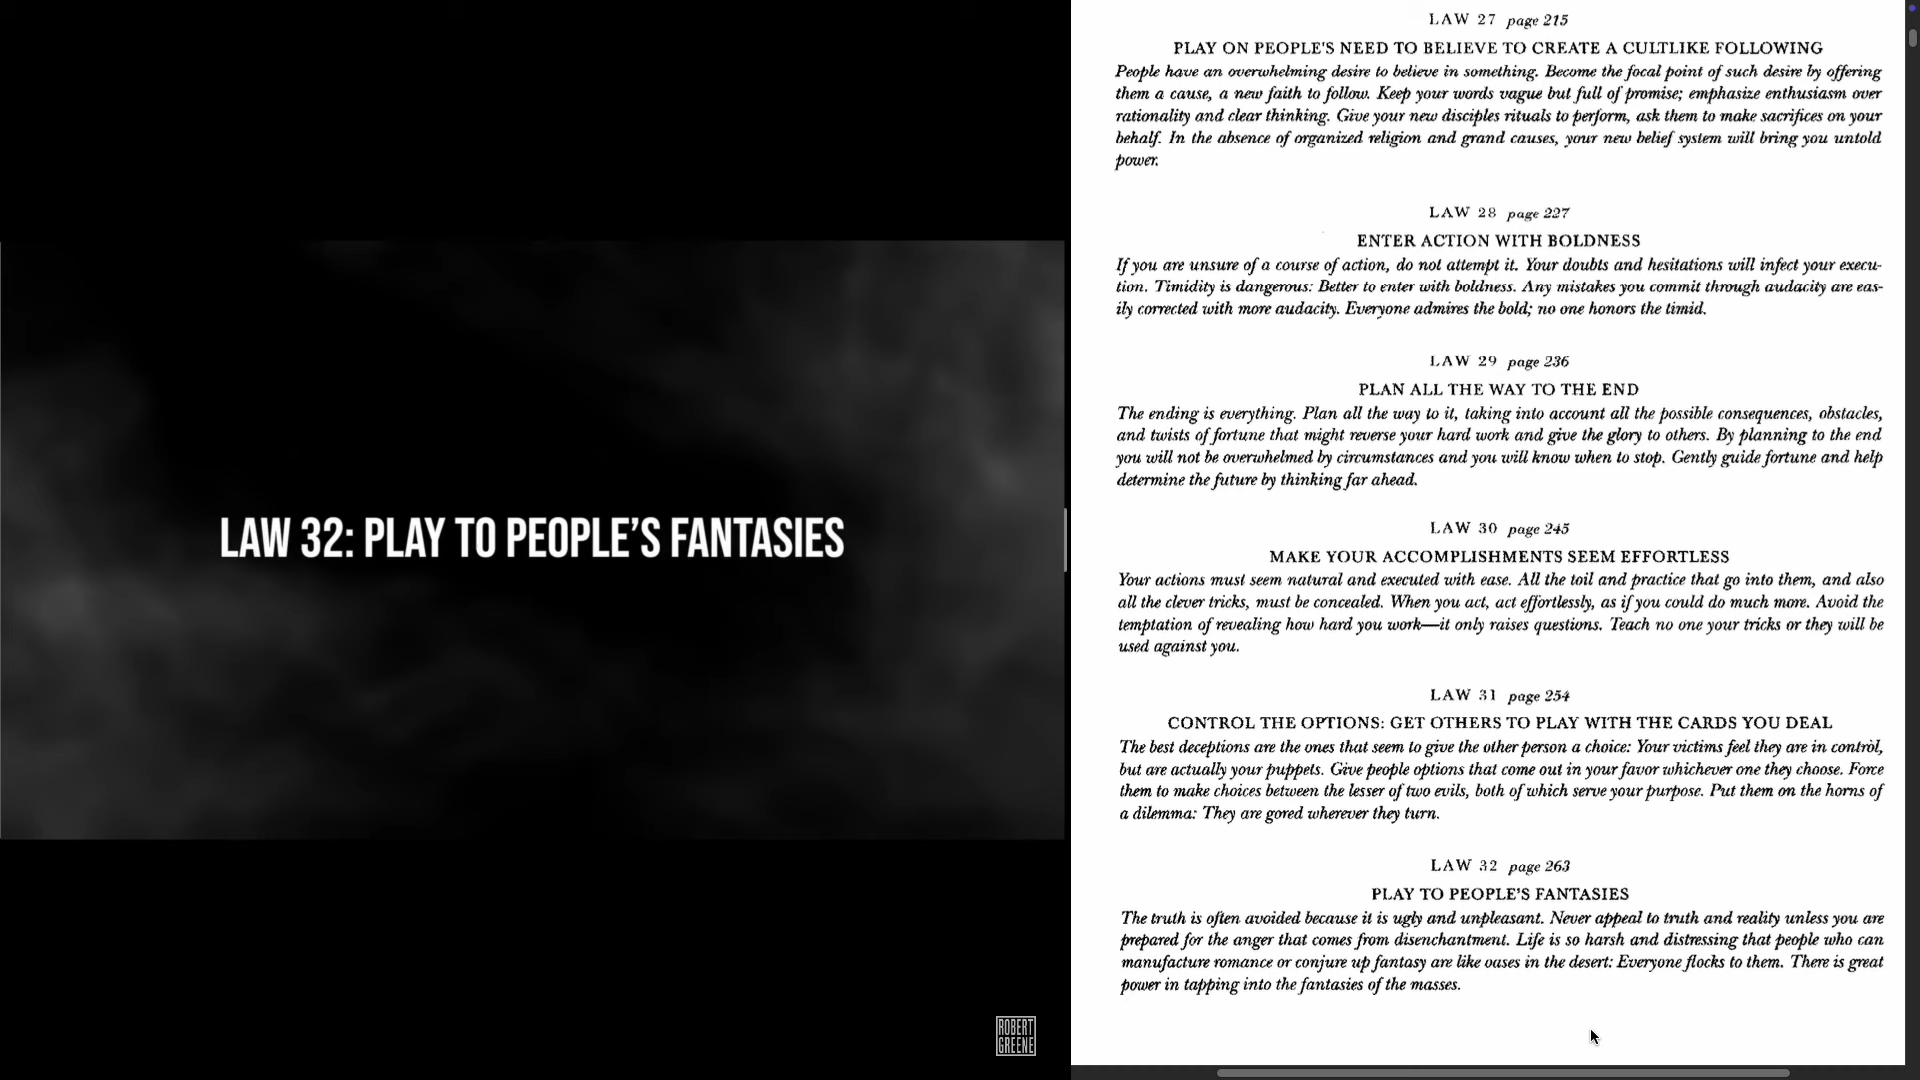 LAW 32: PLAY TO PEOPLE'S FANTASIES
ROBERT
GREENE
LAW 27 page 215
PLAY ON PEOPLE'S NEED TO BELIEVE TO CREATE A CULTLIKE FOLLOWING
People have an overwhelming desire to believe in something. Become the focal point of such desire by offering
them a cause, a new faith to follow. Keep your words vague but full of promise; emphasize enthusiasm over
rationality and clear thinking. Give your new disciples rituals to perform, ask them to make sacrifices on your
behalf. In the absence of organized religion and grand causes, your new belief system will bring you untold
power.
LAW 28 page 227
ENTER ACTION WITH BOLDNESS
If you are unsure of a course of action, do not attempt it. Your doubts and hesitations will infect your execu-
tion. Timidity is dangerous: Better to enter with boldness. Any mistakes you commit through audacity are eas-
ily corrected with more audacity. Everyone admires the bold; no one honors the timid.
LAW 29 page 236
PLAN ALL THE WAY TO THE END
The ending is everything. Plan all the way to it, taking into account all the possible consequences, obstacles,
and twists of fortune that might reverse your hard work and give the glory to others. By planning to the end
you will not be overwhelmed by circumstances and you will know when to stop. Gently guide fortune and help
determine the future by thinking far ahead.
LAW 30 page 245
MAKE YOUR ACCOMPLISHMENTS SEEM EFFORTLESS
Your actions must seem natural and executed with ease. All the toil and practice that go into them, and also
all the clever tricks, must be concealed. When you act, act effortlessly, as if you could do much more. Avoid the
temptation of revealing how hard you work—it only raises questions. Teach no one your tricks or they will be
used against you.
LAW 31 page 254
CONTROL THE OPTIONS: GET OTHERS TO PLAY WITH THE CARDS YOU DEAL
The best deceptions are the ones that seem to give the other person a choice: Your victims feel they are in control,
but are actually your puppets. Give people options that come out in your favor whichever one they choose. Force
them to make choices between the lesser of two evils, both of which serve your purpose. Put them on the horns of
a dilemma: They are gored wherever they turn.
LAW 32 page 263
PLAY TO PEOPLE'S FANTASIES
The truth is often avoided because it is ugly and unpleasant. Never appeal to truth and reality unless you are
prepared for the anger that comes from disenchantment. Life is so harsh and distressing that people who can
manufacture romance or conjure up fantasy are like oases in the desert: Everyone flocks to them. There is great
power in tapping into the fantasies of the masses.